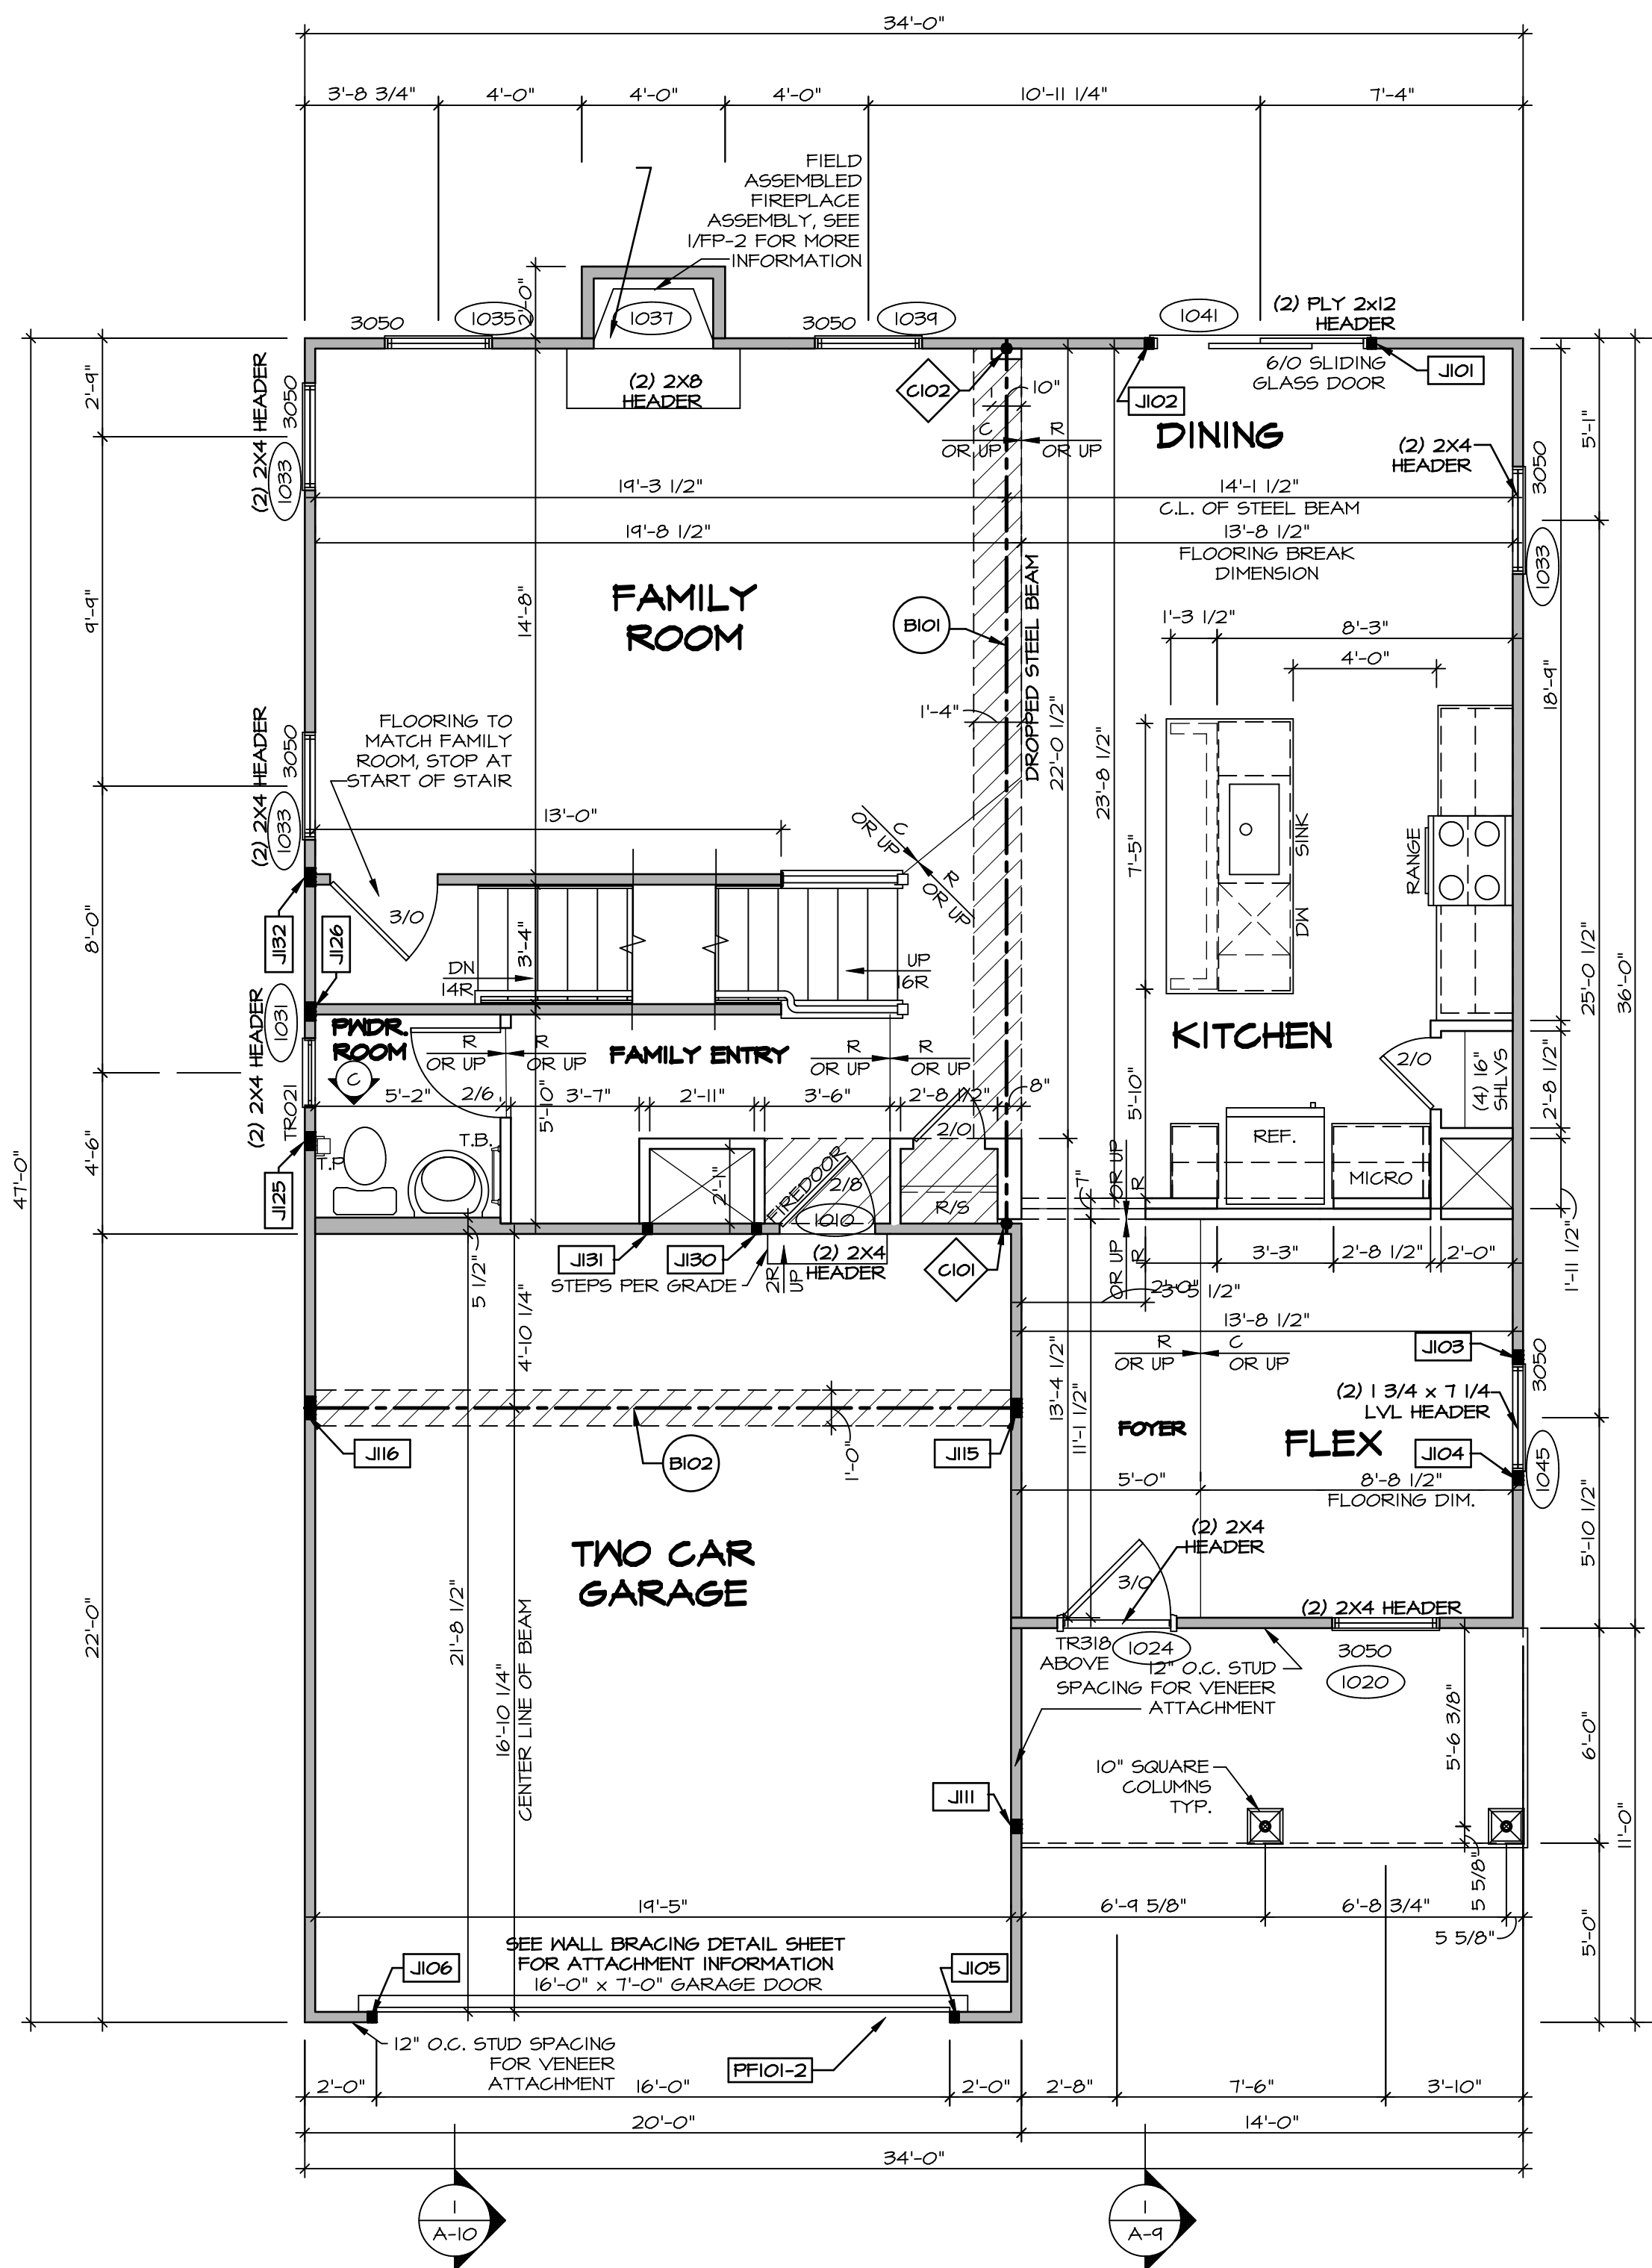 34'-0"
3'-8 3/4"
4'-0"
4'-0"
4'-0"
10'-11 1/4"
7'-4"
FIELD
ASSEMBLED
FIREPLACE
ASSEMBLY, SEE
1/FP-2 FOR MORE
INFORMATION
2'-0"
3050
1035
1037
3050
1039
1041
(2) PLY 2x12
HEADER
6/0 SLIDING
GLASS DOOR
J101
J102
C102
10"
(2) 2X8
HEADER
2'-9"
(2) 2X4 HEADER
3050
1033
C
OR UP
R
OR UP
DINING
(2) 2X4
HEADER
3050
1033
5'-1"
19'-3 1/2"
14'-1 1/2"
C.L. OF STEEL BEAM
19'-8 1/2"
13'-8 1/2"
FLOORING BREAK
DIMENSION
FAMILY
ROOM
14'-8"
B101
DROPPED STEEL BEAM
9'-9"
1'-3 1/2"
8'-3"
4'-0"
18'-9"
1'-4"
22'-0 1/2"
23'-8 1/2"
FLOORING TO
MATCH FAMILY
ROOM, STOP AT
START OF STAIR
(2) 2X4 HEADER
3050
1033
13'-0"
C
OR UP
R
OR UP
7'-5"
SINK
DW
RANGE
8'-0"
J132
J126
3/0
DN
14R
3'-4"
UP
16R
25'-0 1/2"
36'-0"
(2) 2X4 HEADER
1031
TR021
PWDR.
ROOM
C
R
OR UP
R
OR UP
FAMILY ENTRY
R
OR UP
R
OR UP
KITCHEN
2/0
(4) 16"
SHLVS
2'-8 1/2"
5'-2"
2/6
5'-10"
3'-7"
2'-11"
3'-6"
2'-8 1/2"
8"
5'-10"
47'-0"
4'-6"
J125
T.P
T.B.
2'-1"
FIREDOOR
2/8
1010
2/0
R/S
7"
R
OR UP
R
OR UP
REF.
MICRO
J131
J130
(2) 2X4
HEADER
STEPS PER GRADE
2R
UP
C101
5 1/2"
4'-10 1/4"
3'-3"
2'-8 1/2"
2'-0"
1'-11 1/2"
2'-0"
3'-5 1/2"
13'-8 1/2"
R
OR UP
C
OR UP
J103
3050
13'-4 1/2"
11'-1 1/2"
(2) 1 3/4 x 7 1/4
LVL HEADER
J116
B102
1'-0"
J115
FOYER
FLEX
J104
1045
5'-0"
8'-8 1/2"
FLOORING DIM.
5'-10 1/2"
TWO CAR
GARAGE
22'-0"
21'-8 1/2"
16'-10 1/4"
CENTER LINE OF BEAM
(2) 2X4
HEADER
3/0
(2) 2X4 HEADER
TR318
ABOVE
1024
3050
1020
12" O.C. STUD
SPACING FOR VENEER
ATTACHMENT
5'-6 3/8"
6'-0"
11'-0"
10" SQUARE
COLUMNS
TYP.
J111
5 5/8"
19'-5"
6'-9 5/8"
6'-8 3/4"
5 5/8"
5'-0"
SEE WALL BRACING DETAIL SHEET
FOR ATTACHMENT INFORMATION
16'-0" x 7'-0" GARAGE DOOR
J106
J105
12" O.C. STUD SPACING
FOR VENEER
ATTACHMENT
PF101-2
2'-0"
16'-0"
2'-0"
2'-8"
7'-6"
3'-10"
20'-0"
14'-0"
34'-0"
1
A-10
1
A-9